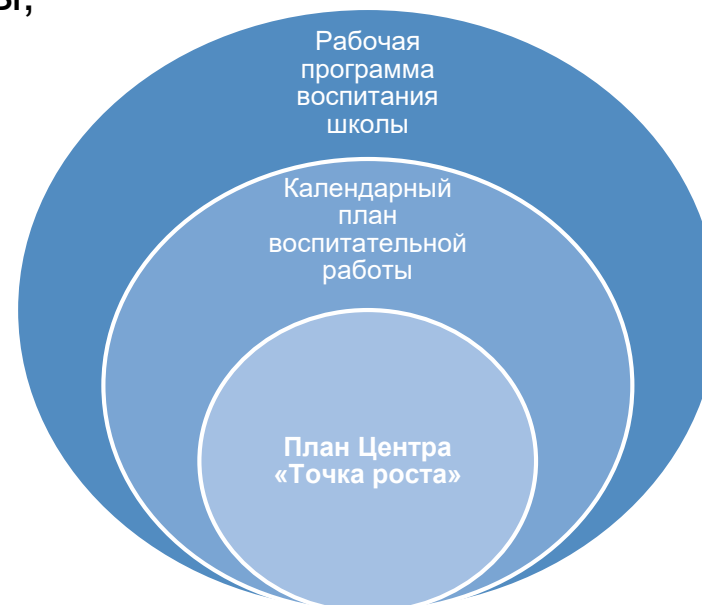 Рабочая
программа
воспитания
школы
Календарный
план
воспитательной
работы
План Центра
«Точка роста»